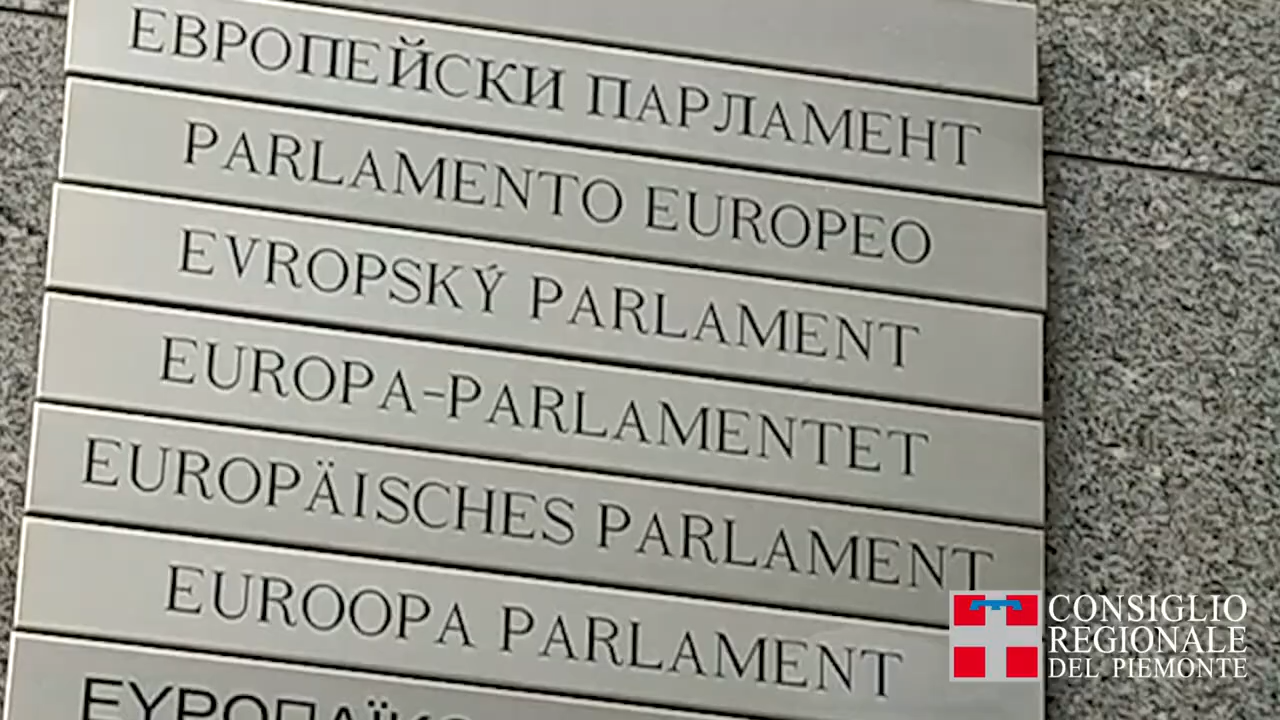 ЕВРОПЕЙСКИ ПАРЛАМЕНТ
PARLAMENTO EUROPEO
EVROPSKÝ PARLAMENT
EUROPA-PARLAMENTET
EUROPÄISCHES PARLAMENT
EUROOPA PARLAMENT
CONSIGLIO
REGIONALE
DEL PIEMONTE